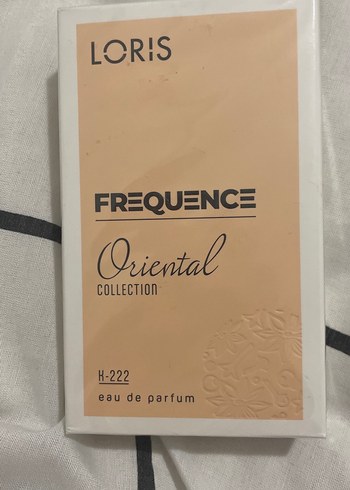 LORIS
FREQUENCE
Oriental
COLLECTION
K-222
eau de parfum